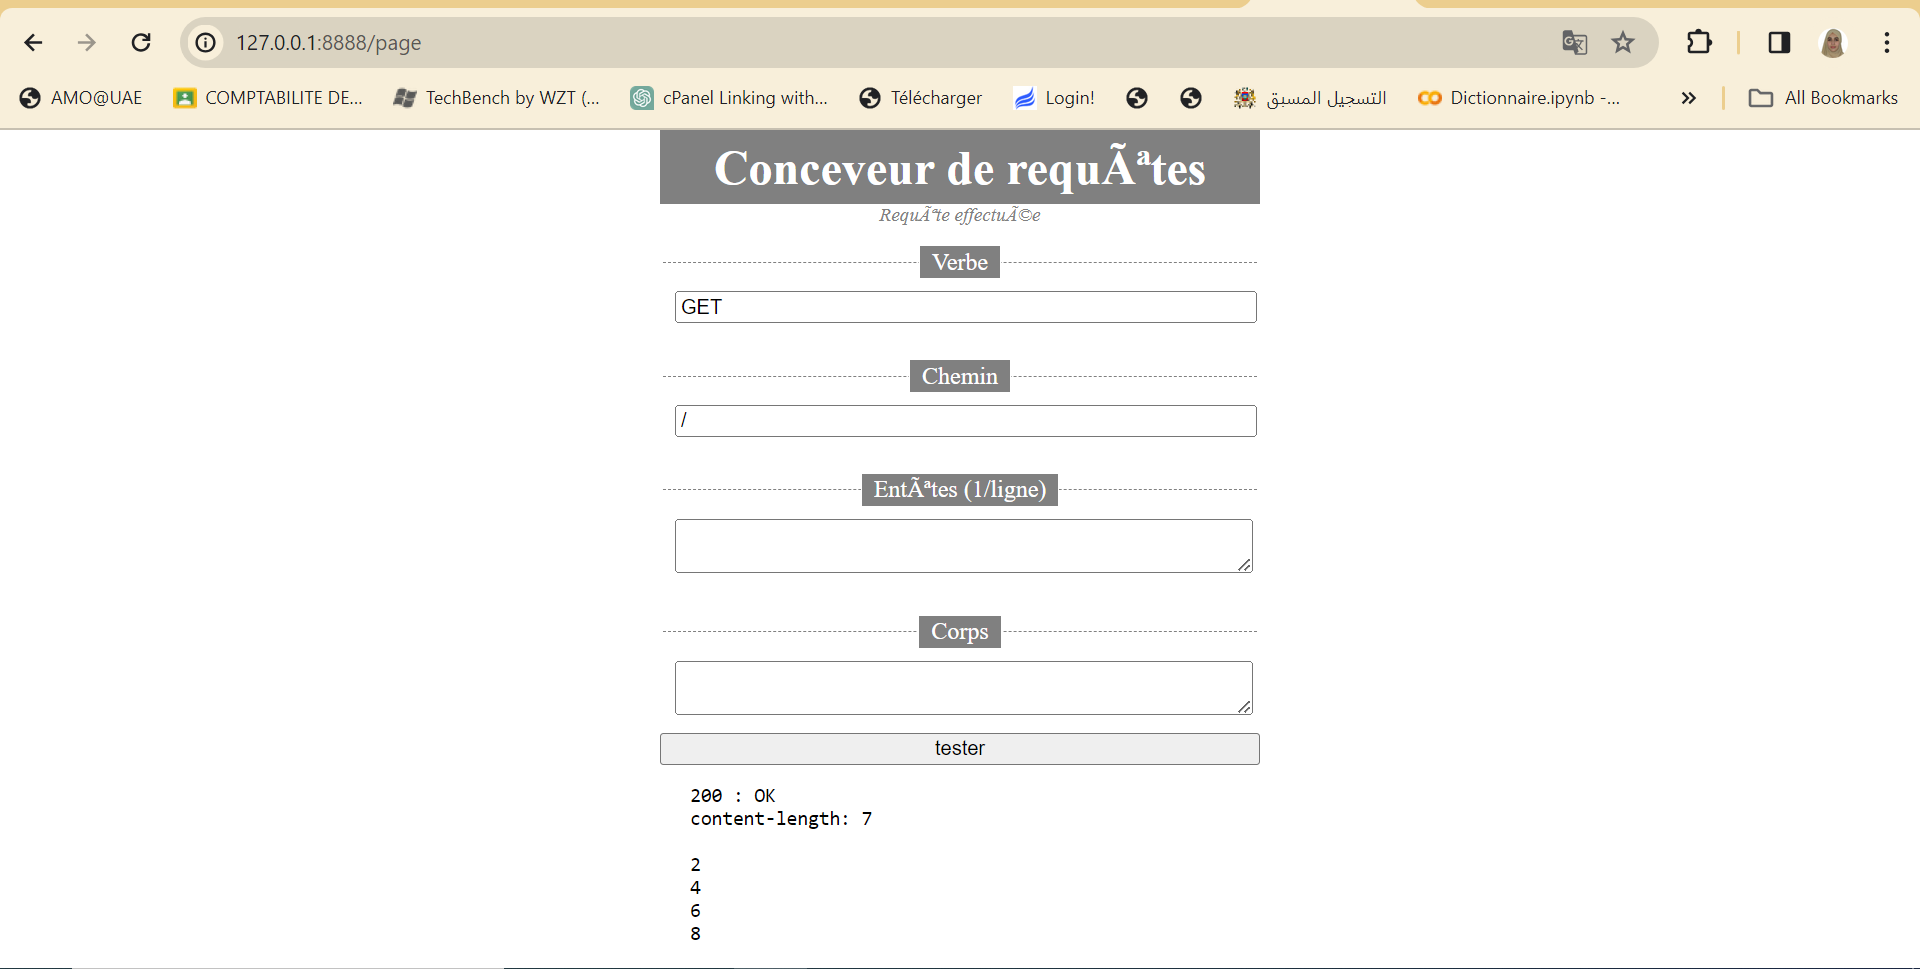 127.0.0.1:8888/page
AMO@UAE COMPTABILITE DE... TechBench by WZT (... cPanel Linking with... Télécharger Login! التسجيل المسبق Dictionnaire.ipynb -... All Bookmarks
Conceveur de requÃªtes
RequÃªte effectuÃ©e
Verbe
GET
Chemin
/
EntÃªtes (1/ligne)
Corps
tester
200 : OK
content-length: 7
2
4
6
8